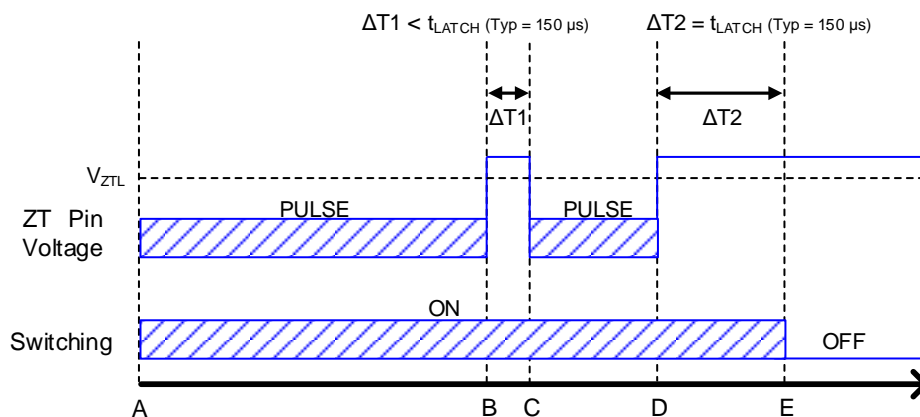 ΔT1 < tLATCH (Typ = 150 µs)
ΔT2 = tLATCH (Typ = 150 µs)
ΔT1
ΔT2
VZTL
PULSE
PULSE
ZT Pin
Voltage
ON
Switching
OFF
A
B
C
D
E